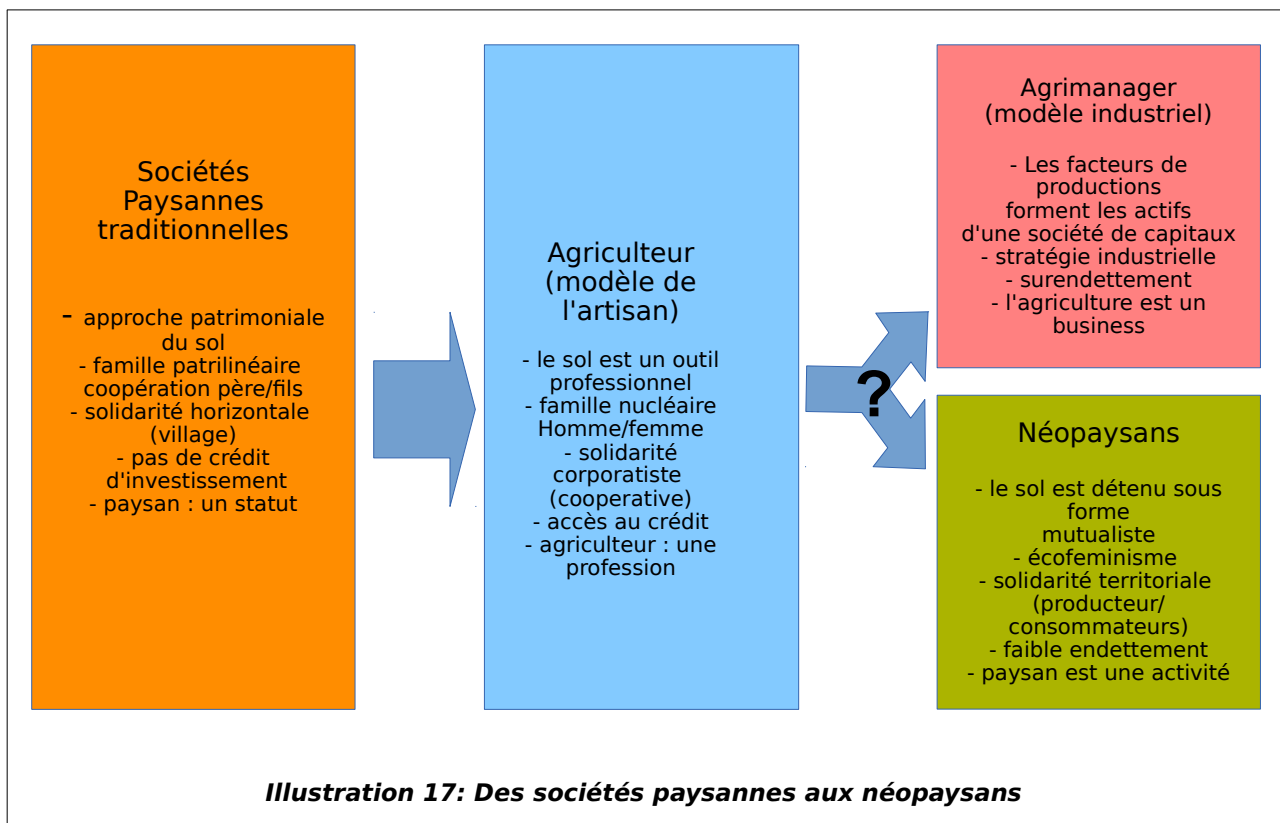 Sociétés
Paysannes
traditionnelles
- approche patrimoniale
du sol
- famille patrilinéaire
coopération père/fils
- solidarité horizontale
(village)
- pas de crédit
d'investissement
- paysan : un statut
Agriculteur
(modèle de
l'artisan)
- le sol est un outil
professionnel
- famille nucléaire
Homme/femme
- solidarité
corporatiste
(cooperative)
- accès au crédit
- agriculteur : une
profession
?
Agrimanager
(modèle industriel)
- Les facteurs de
productions
forment les actifs
d'une société de capitaux
- stratégie industrielle
- surendettement
- l'agriculture est un
business
Néopaysans
- le sol est détenu sous
forme
mutualiste
- écofeminisme
- solidarité territoriale
(producteur/
consommateurs)
- faible endettement
- paysan est une activité
Illustration 17: Des sociétés paysannes aux néopaysans